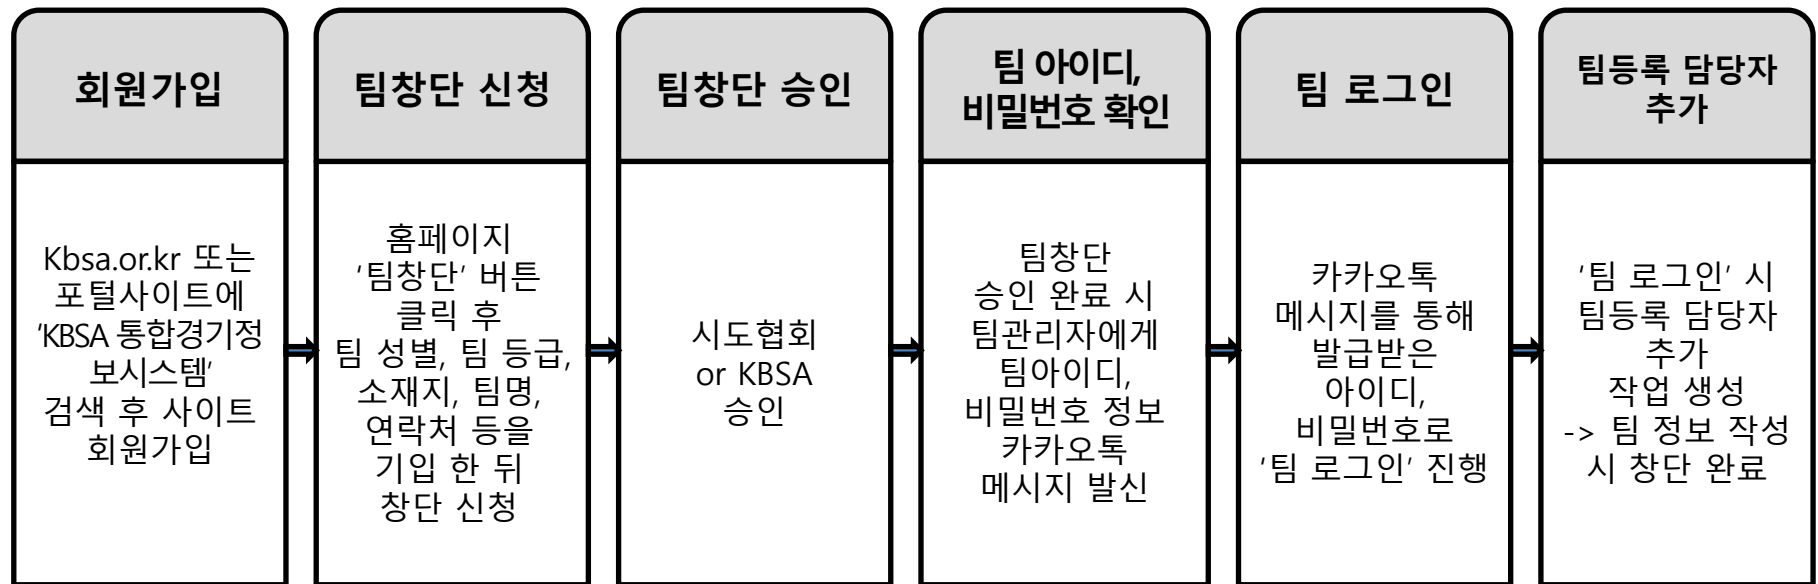 회원가입
Kbsa.or.kr 또는
포털사이트에
'KBSA 통합경기정
보시스템'
검색 후 사이트
회원가입
팀창단 신청
홈페이지
'팀창단' 버튼
클릭 후
팀 성별, 팀 등급,
소재지, 팀명,
연락처 등을
기입 한 뒤
창단 신청
팀창단 승인
시도협회
or KBSA
승인
팀 아이디,
비밀번호 확인
팀창단
승인 완료 시
팀관리자에게
팀아이디,
비밀번호 정보
카카오톡
메시지 발신
팀 로그인
카카오톡
메시지를 통해
발급받은
아이디,
비밀번호로
'팀 로그인' 진행
팀등록 담당자
추가
'팀 로그인' 시
팀등록 담당자
추가
작업 생성
-> 팀 정보 작성
시 창단 완료